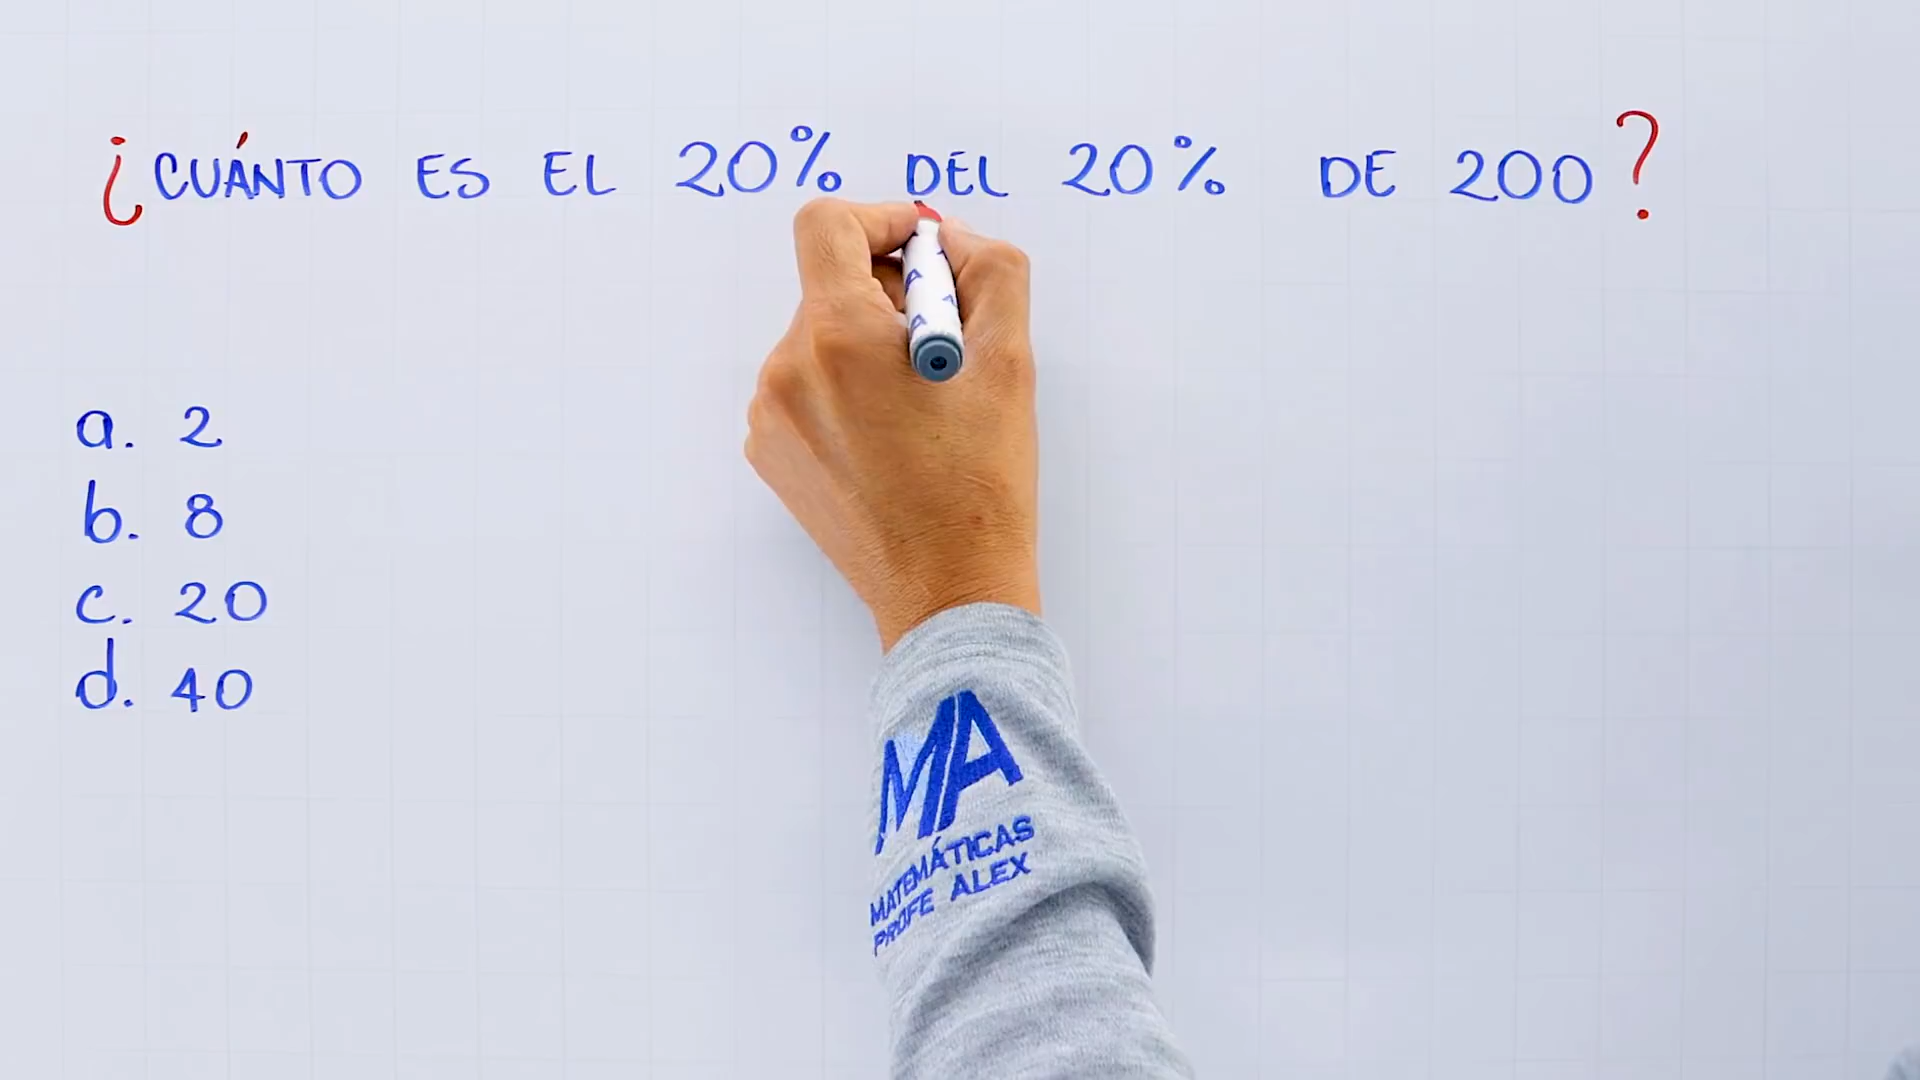 ¿CUÁNTO ES EL 20% DEL 20% DE 200?
a. 2
b. 8
c. 20
d. 40
MA
MATEMÁTICAS
PROFE ALEX